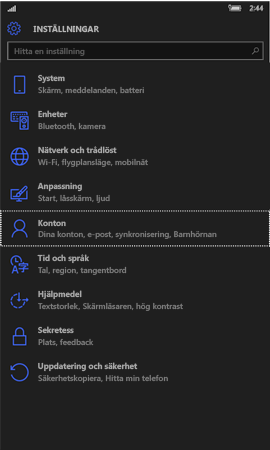 2:44
INSTÄLLNINGAR
Hitta en inställning
System
Skärm, meddelanden, batteri
Enheter
Bluetooth, kamera
Nätverk och trådlöst
Wi-Fi, flygplansläge, mobilnät
Anpassning
Start, låsskärm, ljud
Konton
Dina konton, e-post, synkronisering, Barnhörnan
Tid och språk
Tal, region, tangentbord
Hjälpmedel
Textstorlek, Skärmläsaren, hög kontrast
Sekretess
Plats, feedback
Uppdatering och säkerhet
Säkerhetskopiera, Hitta min telefon